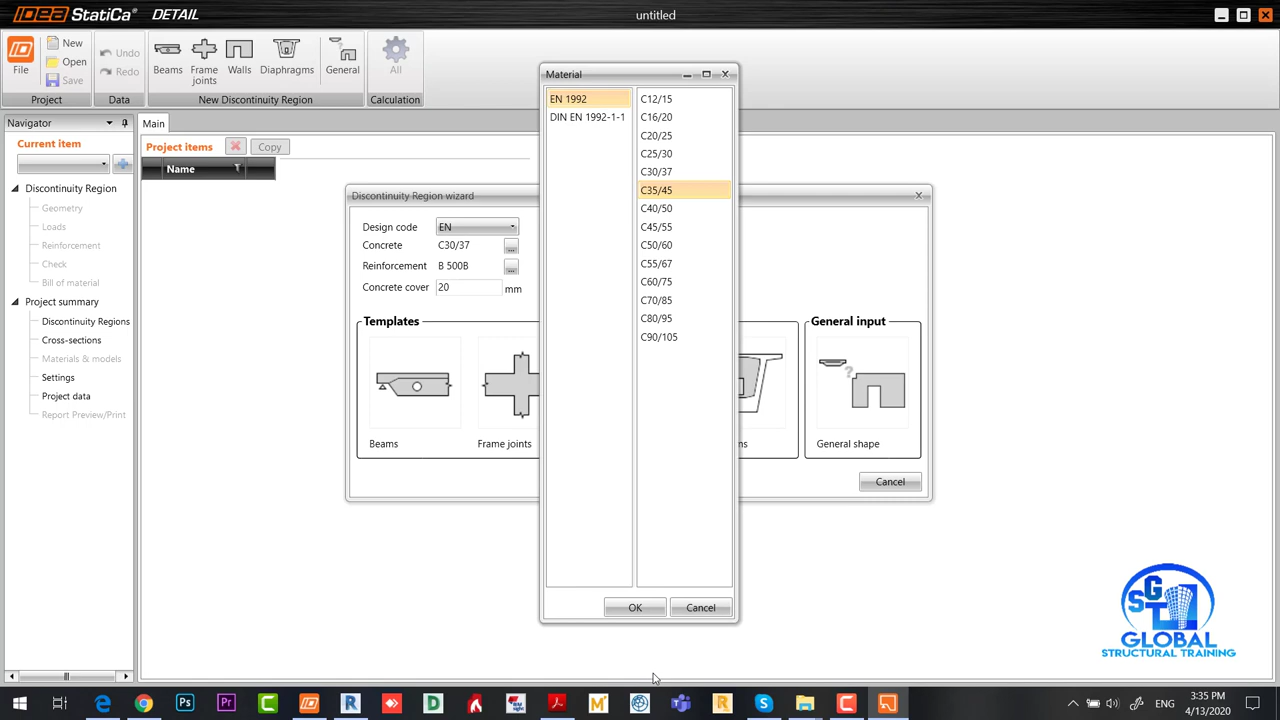 IDEA StatiCa® DETAIL
untitled
File
New
Open
Save
Project
Undo
Redo
Data
Beams
Frame joints
Walls
Diaphragms
General
New Discontinuity Region
All
Calculation
Navigator
Current item
Discontinuity Region
Geometry
Loads
Reinforcement
Check
Bill of material
Project summary
Discontinuity Regions
Cross-sections
Materials & models
Settings
Project data
Report Preview/Print
Main
Project items
Copy
Name
Discontinuity Region wizard
Design code EN
Concrete C30/37 ...
Reinforcement B 500B ...
Concrete cover 20 mm
Templates
Beams
Frame joints
ns
General input
?
General shape
Cancel
Material
EN 1992
DIN EN 1992-1-1
C12/15
C16/20
C20/25
C25/30
C30/37
C35/45
C40/50
C45/55
C50/60
C55/67
C60/75
C70/85
C80/95
C90/105
OK
Cancel
SGT
GLOBAL
STRUCTURAL TRAINING
Ps
Pr
C
R
D
M
R
S
C
ENG
3:35 PM
4/13/2020